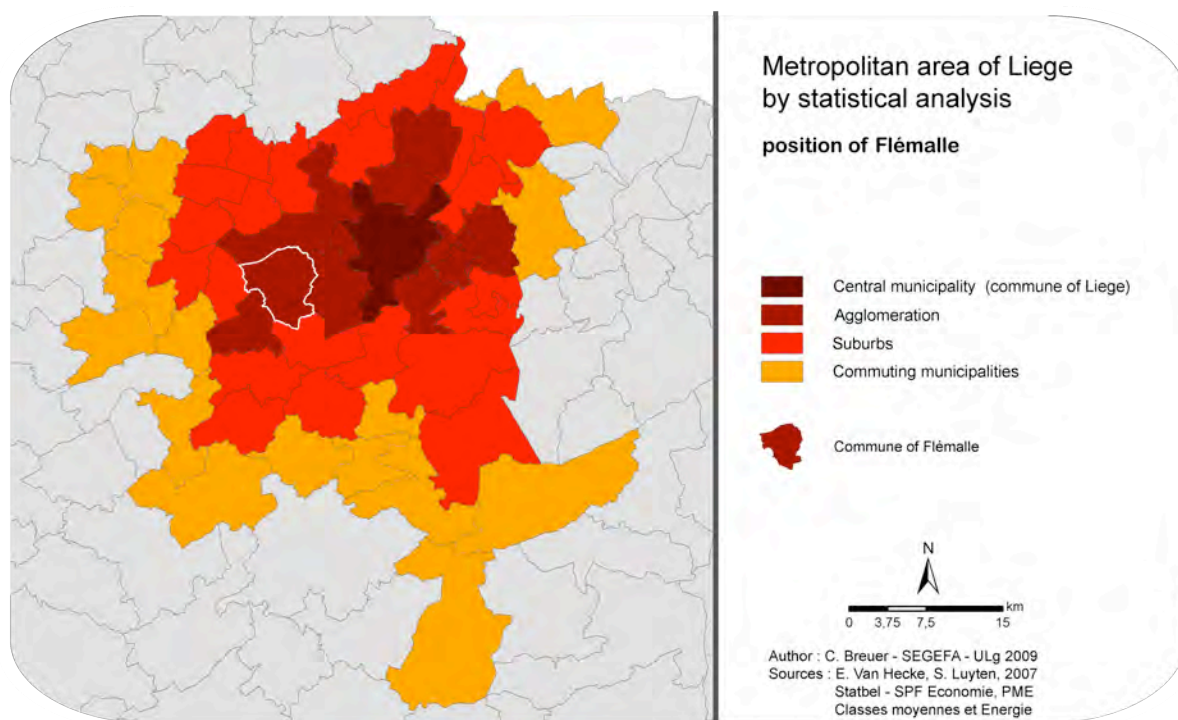 Metropolitan area of Liege
by statistical analysis
position of Flémalle
Central municipality (commune of Liege)
Agglomeration
Suburbs
Commuting municipalities
Commune of Flémalle
N
km
0 3,75 7,5 15
Author : C. Breuer - SEGEFA - ULg 2009
Sources : E. Van Hecke, S. Luyten, 2007
Statbel - SPF Economie, PME
Classes moyennes et Energie